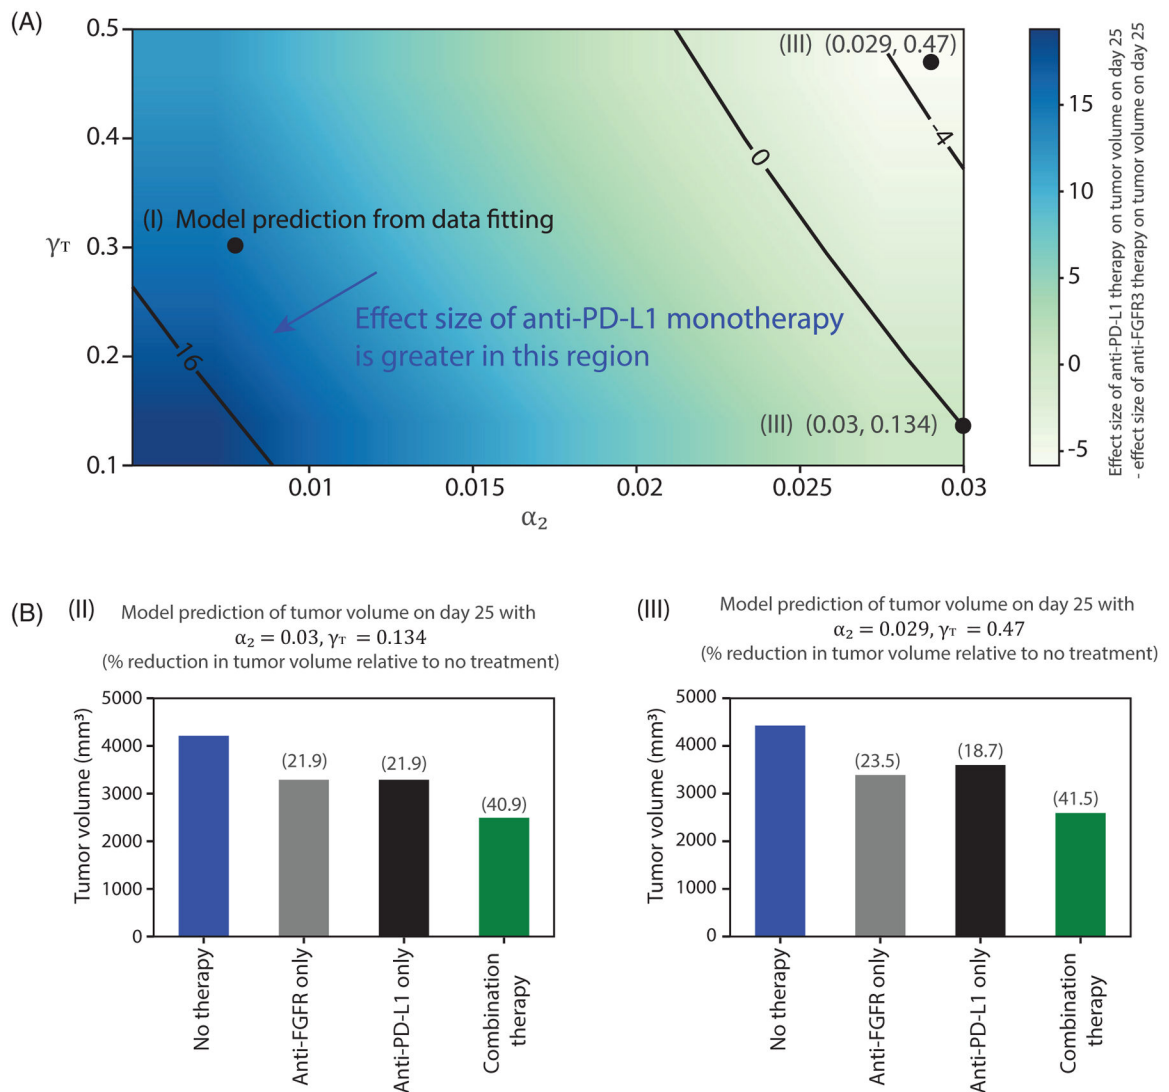 (A)
0.5
0.4
0.3
0.2
0.1
γT
(III) (0.029, 0.47)
-4
0
(I) Model prediction from data fitting
Effect size of anti-PD-L1 monotherapy
is greater in this region
16
(III) (0.03, 0.134)
0.01
0.015
0.02
0.025
0.03
α2
15
10
5
0
-5
Effect size of anti-PD-L1 therapy on tumor volume on day 25
- effect size of anti-FGFR3 therapy on tumor volume on day 25
(B)
(II)
Model prediction of tumor volume on day 25 with
α2 = 0.03, γT = 0.134
(% reduction in tumor volume relative to no treatment)
Tumor volume (mm³)
5000
4000
3000
2000
1000
0
(21.9)
(21.9)
(40.9)
No therapy
Anti-FGFR only
Anti-PD-L1 only
Combination
therapy
(III)
Model prediction of tumor volume on day 25 with
α2 = 0.029, γT = 0.47
(% reduction in tumor volume relative to no treatment)
Tumor volume (mm³)
5000
4000
3000
2000
1000
0
(23.5)
(18.7)
(41.5)
No therapy
Anti-FGFR only
Anti-PD-L1 only
Combination
therapy